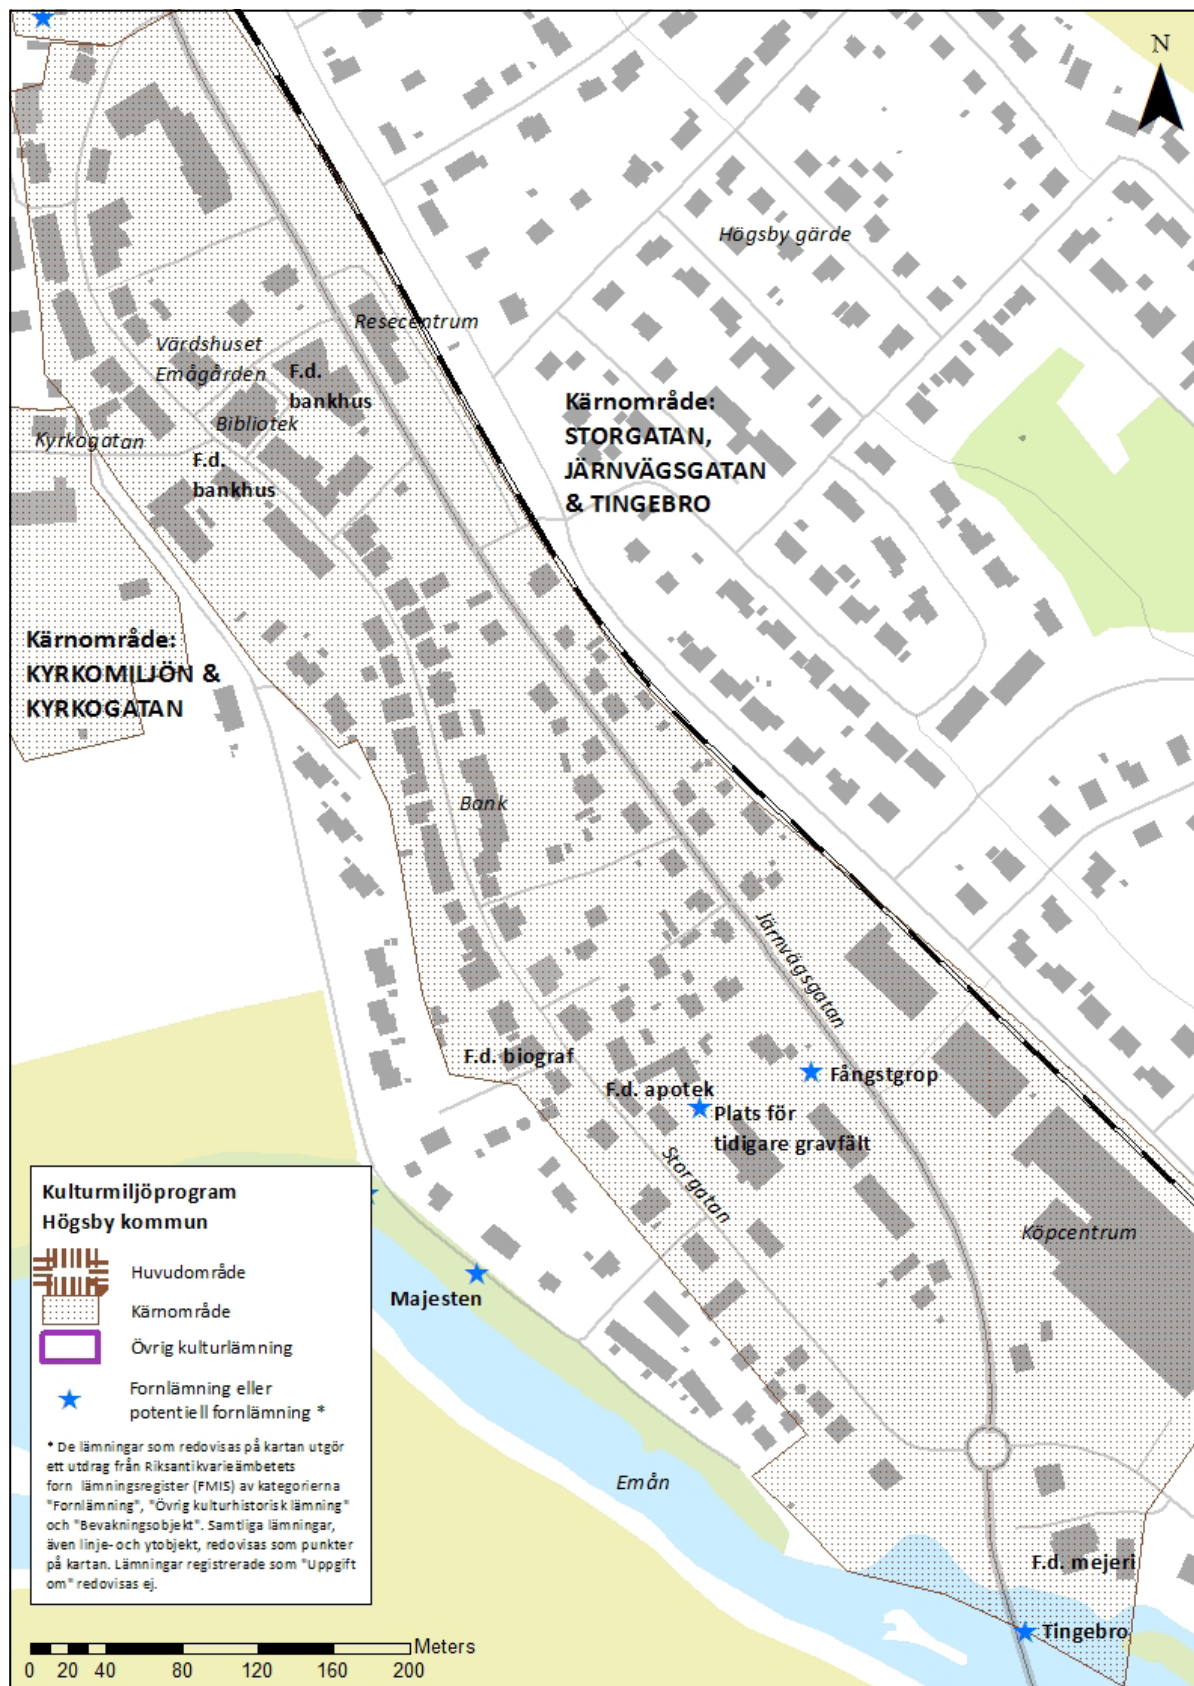 N
Högsby gärde
Resecentrum
Värdshuset
Emågården
F.d.
bankhus
Bibliotek
Kyrkogatan
F.d.
bankhus
Kärnområde:
STORGATAN,
JÄRNVÄGSGATAN
& TINGEBRO
Kärnområde:
KYRKOMILJÖN &
KYRKOGATAN
Bank
Järnvägsgatan
F.d. biograf
F.d. apotek
Fångstgrop
Plats för
tidigare gravfält
Storgatan
Köpcentrum
Majesten
Emån
F.d. mejeri
Tingebro
Kulturmiljöprogram
Högsby kommun
Huvudområde
Kärnområde
Övrig kulturlämning
Fornlämning eller
potentiell fornlämning *
* De lämningar som redovisas på kartan utgör
ett utdrag från Riksantikvarieämbetets
forn lämningsregister (FMIS) av kategorierna
"Fornlämning", "Övrig kulturhistorisk lämning"
och "Bevakningsobjekt". Samtliga lämningar,
även linje- och ytobjekt, redovisas som punkter
på kartan. Lämningar registrerade som "Uppgift
om" redovisas ej.
Meters
0 20 40 80 120 160 200